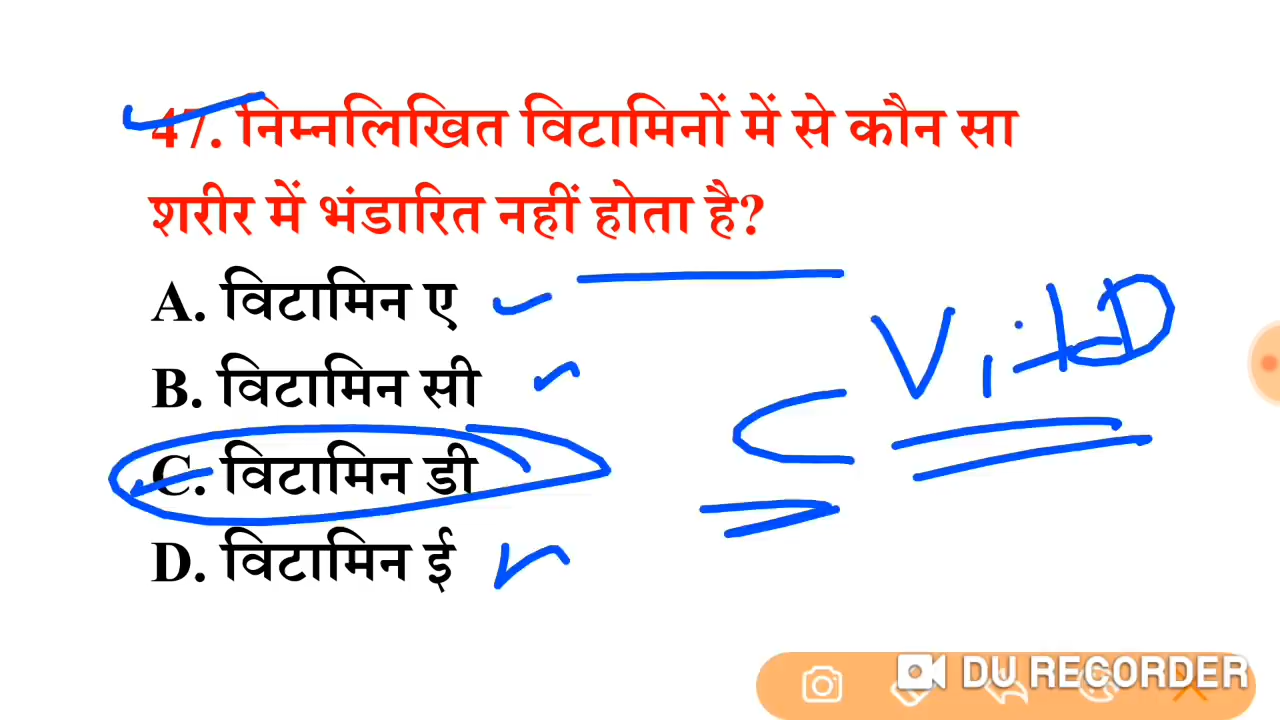 47. निम्नलिखित विटामिनों में से कौन सा
शरीर में भंडारित नहीं होता है?
A. विटामिन ए
B. विटामिन सी
C. विटामिन डी
D. विटामिन ई
Vit D
C
DU RECORDER